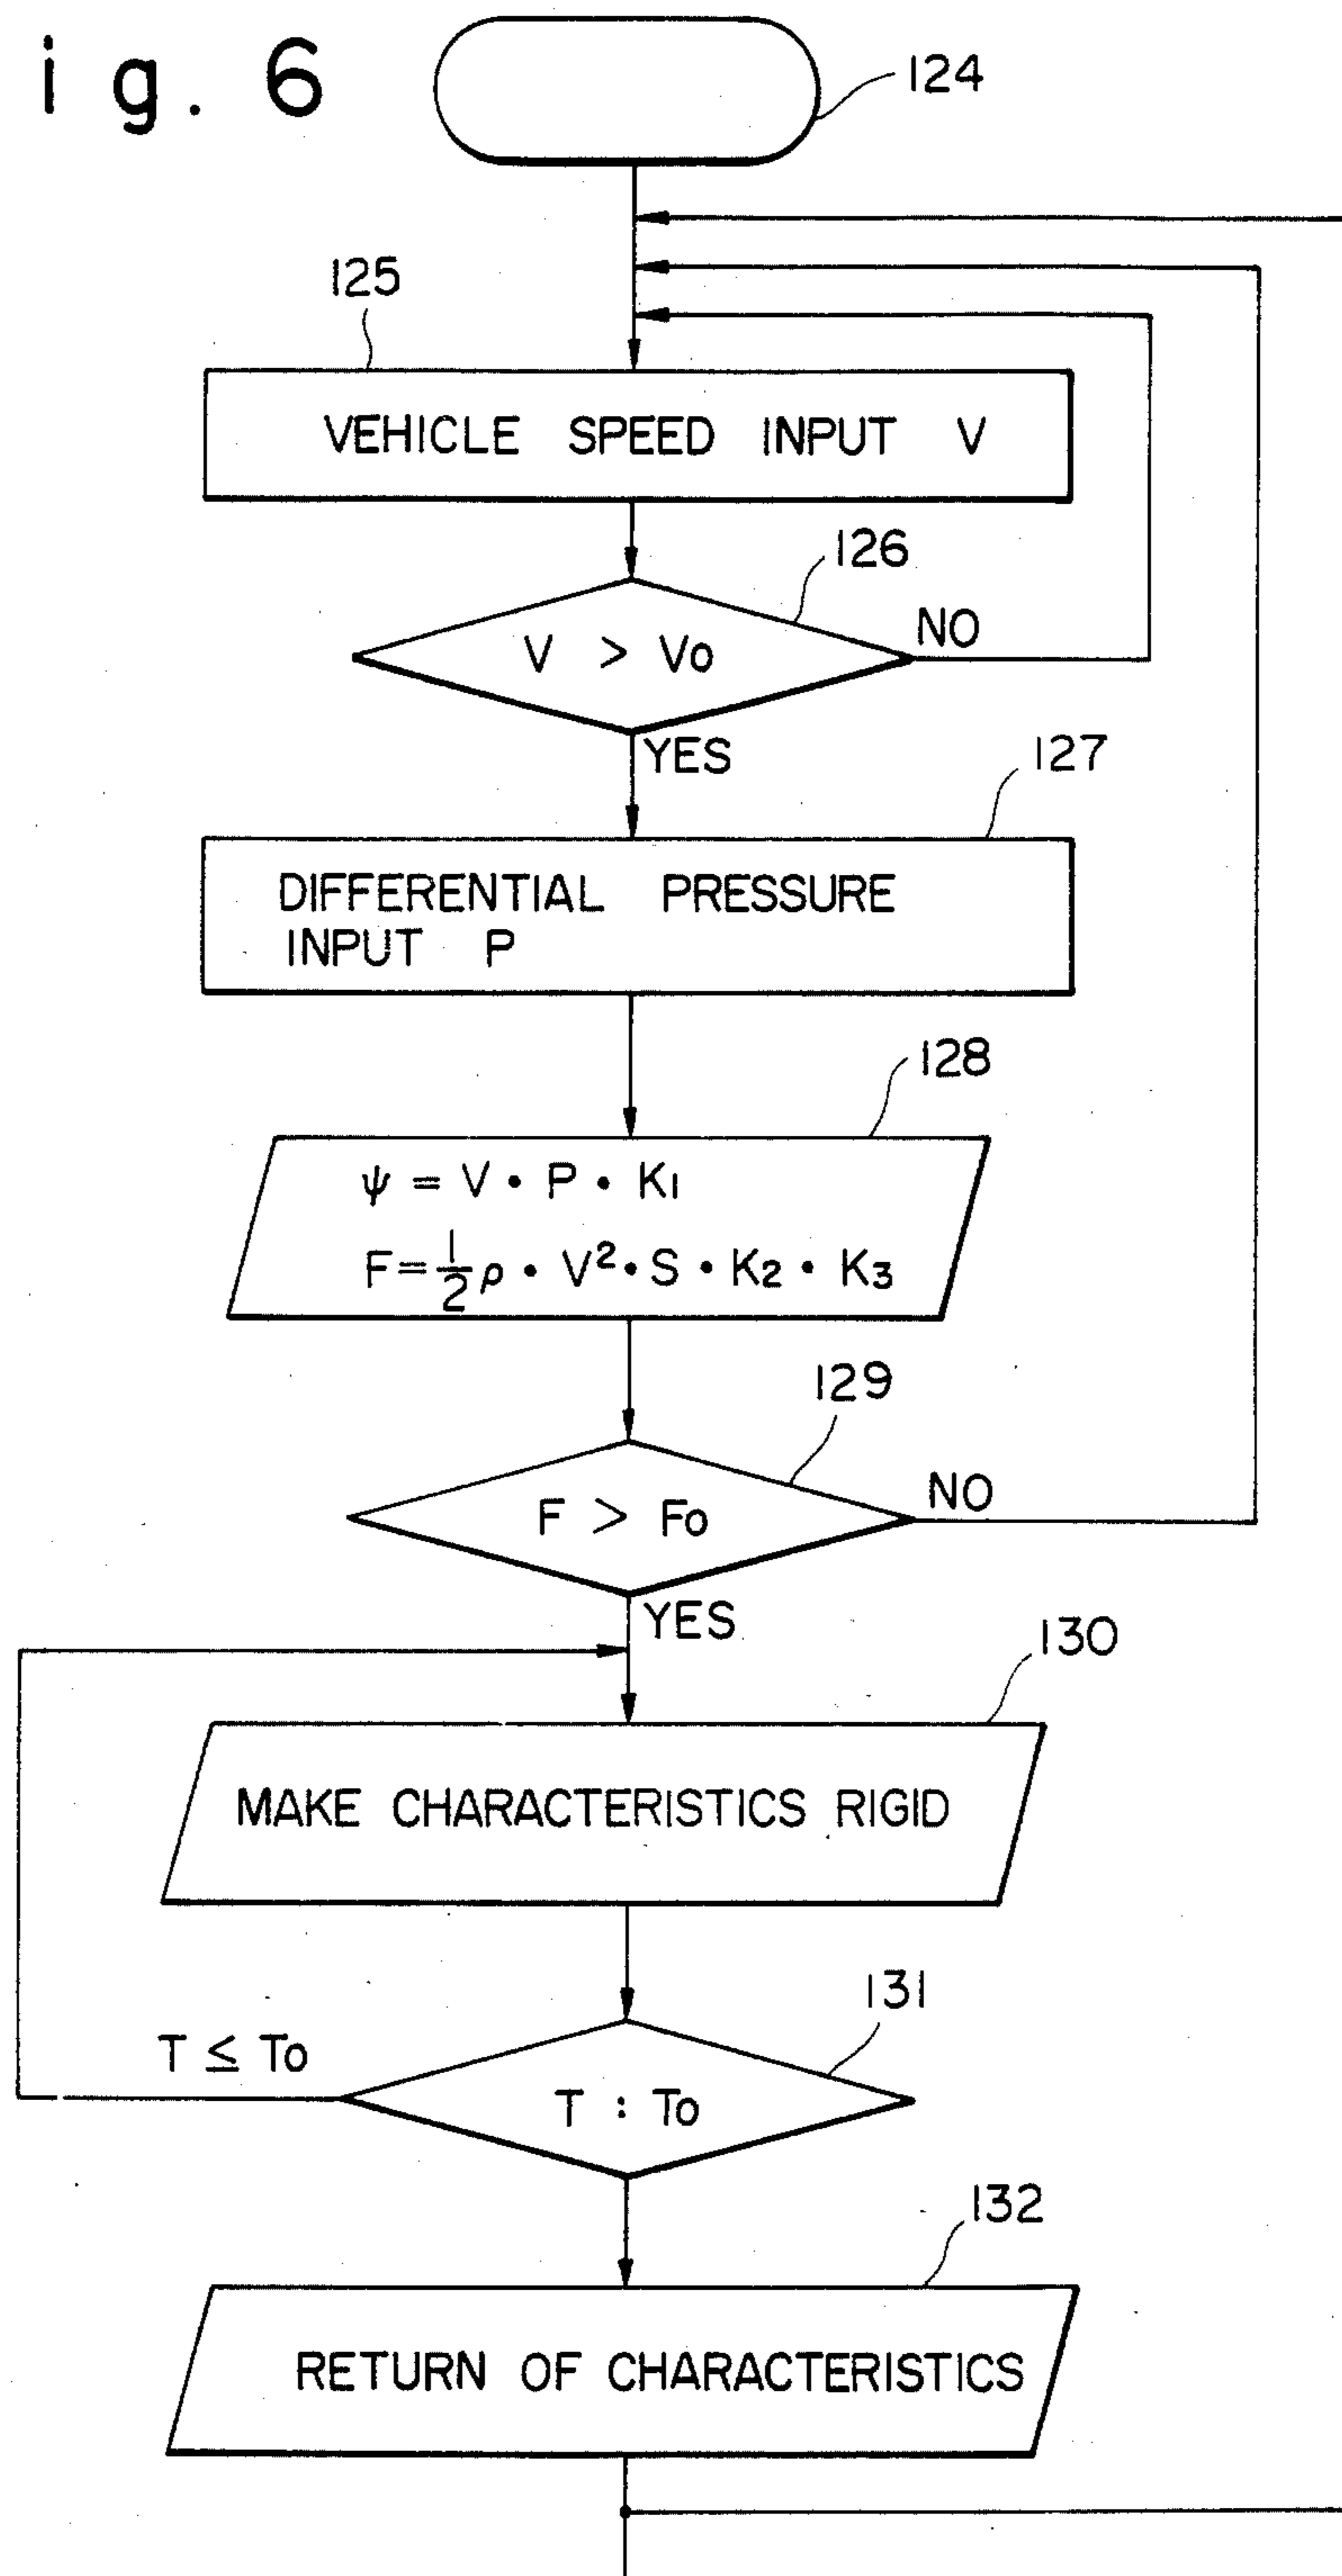 ig. 6
124
125
VEHICLE SPEED INPUT V
126
V > Vo
NO
YES
127
DIFFERENTIAL PRESSURE
INPUT P
128
ψ = V · P · K1
F = 1/2 ρ · V² · S · K2 · K3
129
F > Fo
NO
YES
130
MAKE CHARACTERISTICS RIGID
131
T ≤ To
T : To
132
RETURN OF CHARACTERISTICS